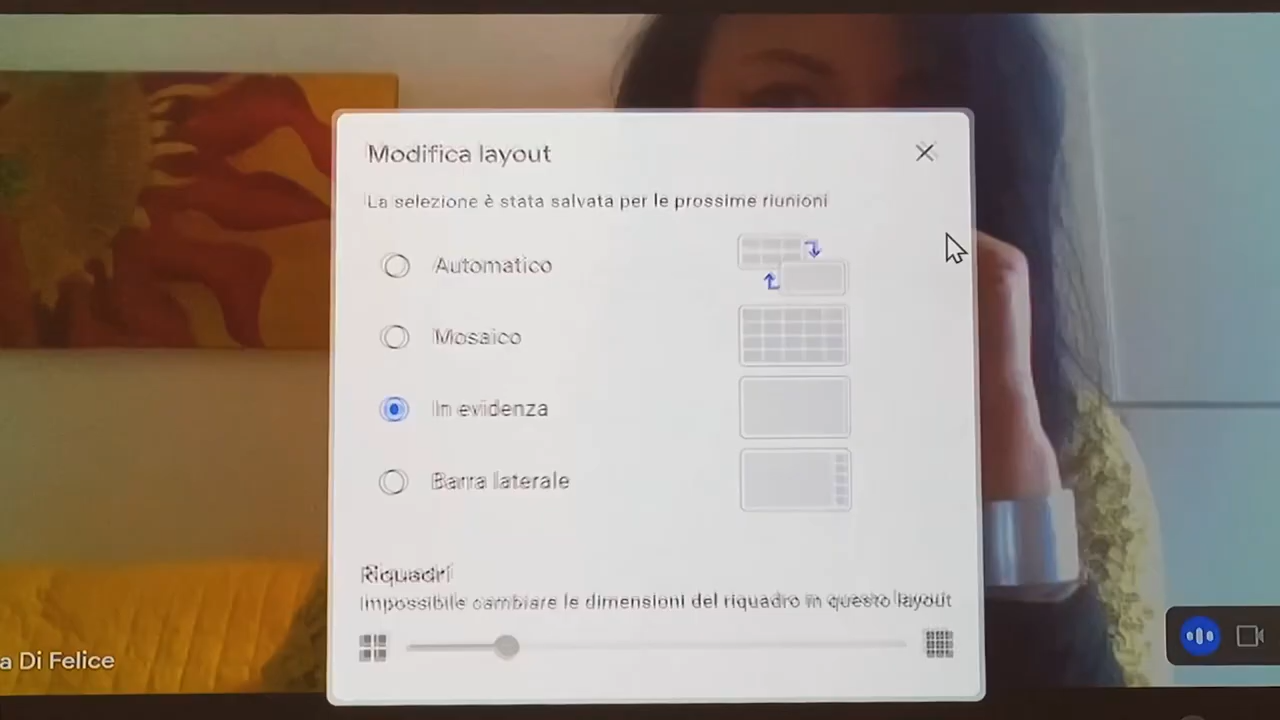 Modifica layout
La selezione è stata salvata per le prossime riunioni
Automatico
Mosaico
In evidenza
Barra laterale
Riquadri
Impossibile cambiare le dimensioni del riquadro in questo layout
a Di Felice